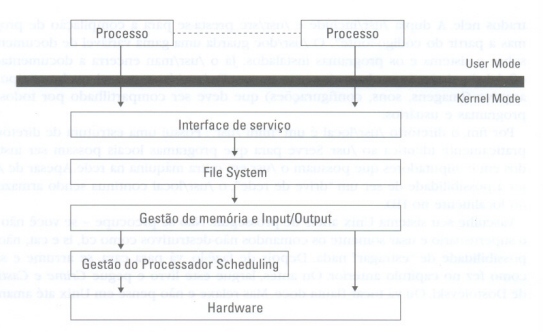 Processo
Processo
User Mode
Kernel Mode
Interface de serviço
File System
Gestão de memória e Input/Output
Gestão do Processador Scheduling
Hardware